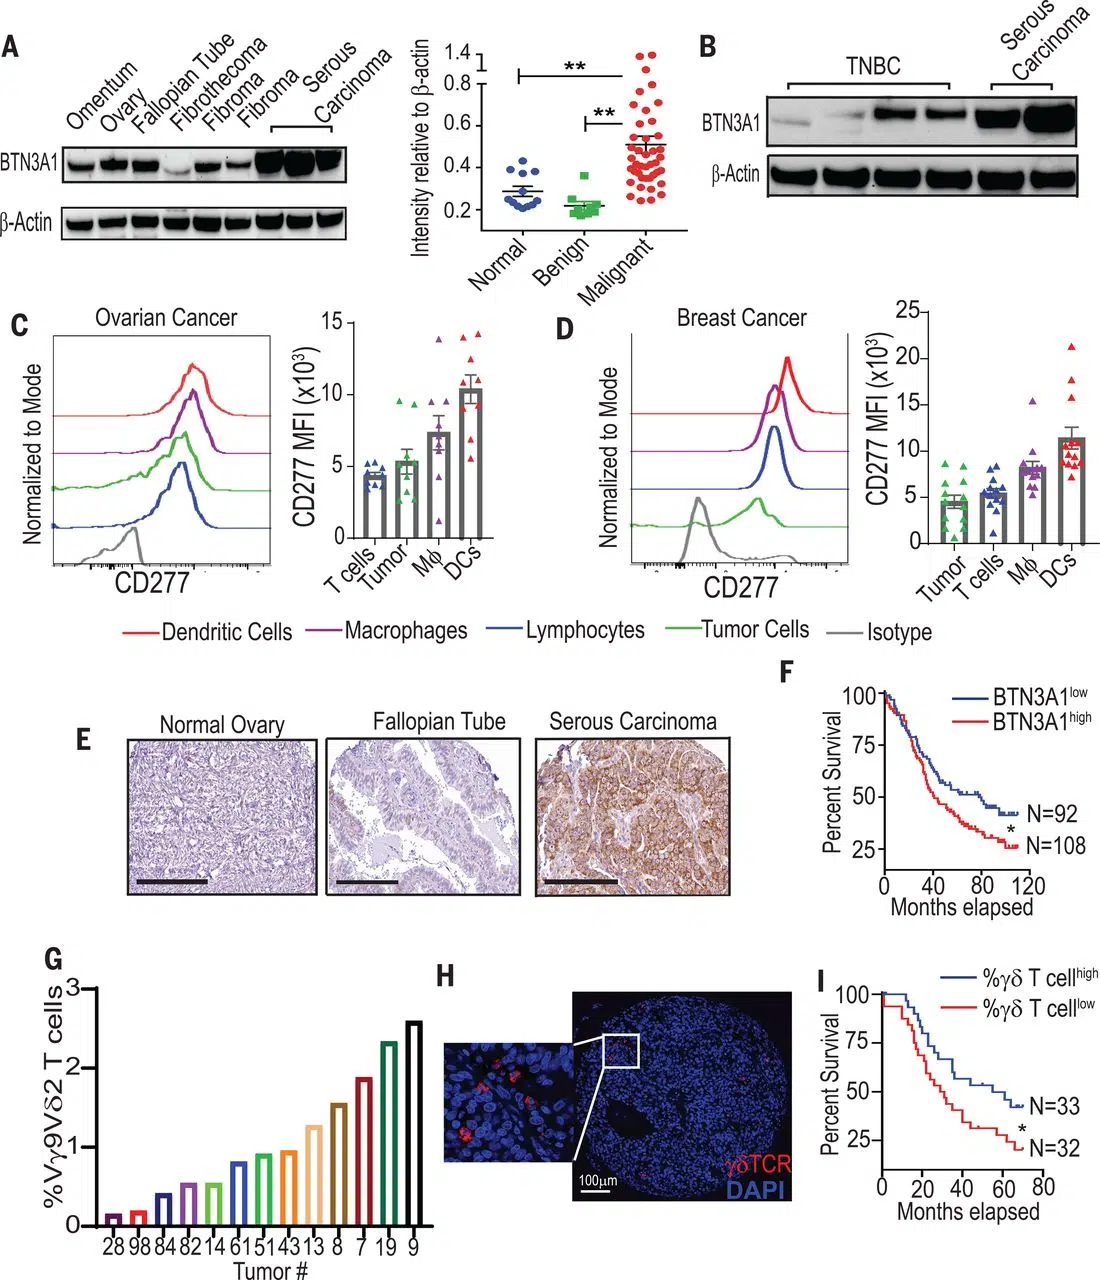 A
Omentum
Ovary
Fallopian Tube
Fibrothecoma
Fibroma
Fibroma
Serous
Carcinoma
BTN3A1
β-Actin
Intensity relative to β-actin
1.4
1
0.8
0.6
0.4
0.2
**
**
Normal
Benign
Malignant
B
TNBC
Serous
Carcinoma
BTN3A1
β-Actin
C
Ovarian Cancer
Normalized to Mode
CD277
CD277 MFI (x10³)
15
10
5
0
T cells
Tumor
Mϕ
DCs
D
Breast Cancer
Normalized to Mode
CD277
CD277 MFI (x10³)
25
20
15
10
5
0
Tumor
T cells
Mϕ
DCs
Dendritic Cells
Macrophages
Lymphocytes
Tumor Cells
Isotype
E
Normal Ovary
Fallopian Tube
Serous Carcinoma
F
Percent Survival
100
75
50
25
0 40 80 120
Months elapsed
BTN3A1low
BTN3A1high
N=92
*
N=108
G
%Vγ9Vδ2 T cells
3
2
1
0
28 98 84 82 14 61 51 43 13 8 7 19 9
Tumor #
H
100μm
γδTCR
DAPI
I
%γδ T cellhigh
%γδ T celllow
Percent Survival
100
75
50
25
0 20 40 60 80
Months elapsed
N=33
*
N=32